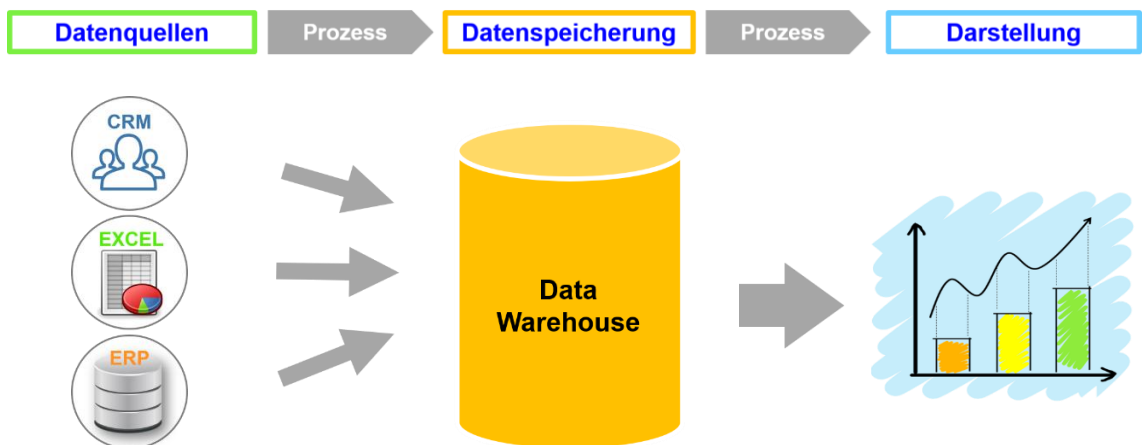 Datenquellen
Prozess
Datenspeicherung
Prozess
Darstellung
CRM
EXCEL
ERP
Data
Warehouse